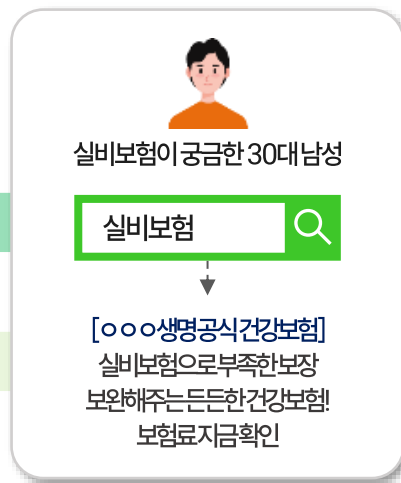 실비보험이 궁금한 30대 남성
실비보험
[ㅇㅇㅇ생명 공식 건강보험]
실비보험으로 부족한 보장
보완해주는 든든한 건강보험!
보험료 지금 확인